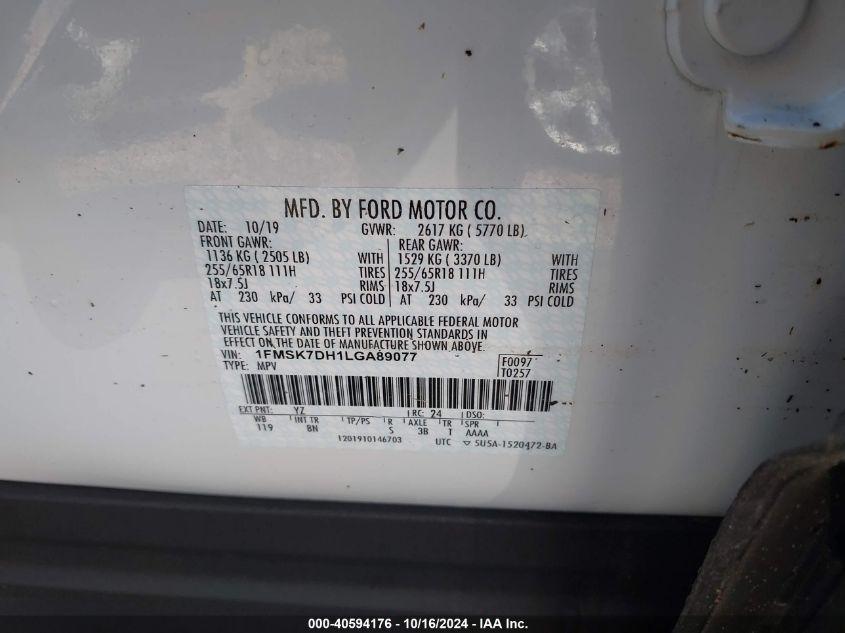 MFD. BY FORD MOTOR CO.
DATE: 10/19 GVWR: 2617 KG ( 5770 LB)
FRONT GAWR: REAR GAWR:
1136 KG ( 2505 LB) WITH 1529 KG ( 3370 LB) WITH
255/65R18 111H TIRES 255/65R18 111H TIRES
18x7.5J RIMS 18x7.5J RIMS
AT 230 kPa/ 33 PSI COLD AT 230 kPa/ 33 PSI COLD
THIS VEHICLE CONFORMS TO ALL APPLICABLE FEDERAL MOTOR
VEHICLE SAFETY AND THEFT PREVENTION STANDARDS IN
EFFECT ON THE DATE OF MANUFACTURE SHOWN ABOVE.
VIN: 1FMSK7DH1LGA89077 F0097
TYPE: MPV T0257
EXT PNT: YZ RC: 24 DSO:
WB INT TR TP/PS R AXLE TR SPR
119 8N S 3B T AAAA
1201910146703 UTC ▽ 5U5A-1520472-BA
000-40594176 - 10/16/2024 - IAA Inc.